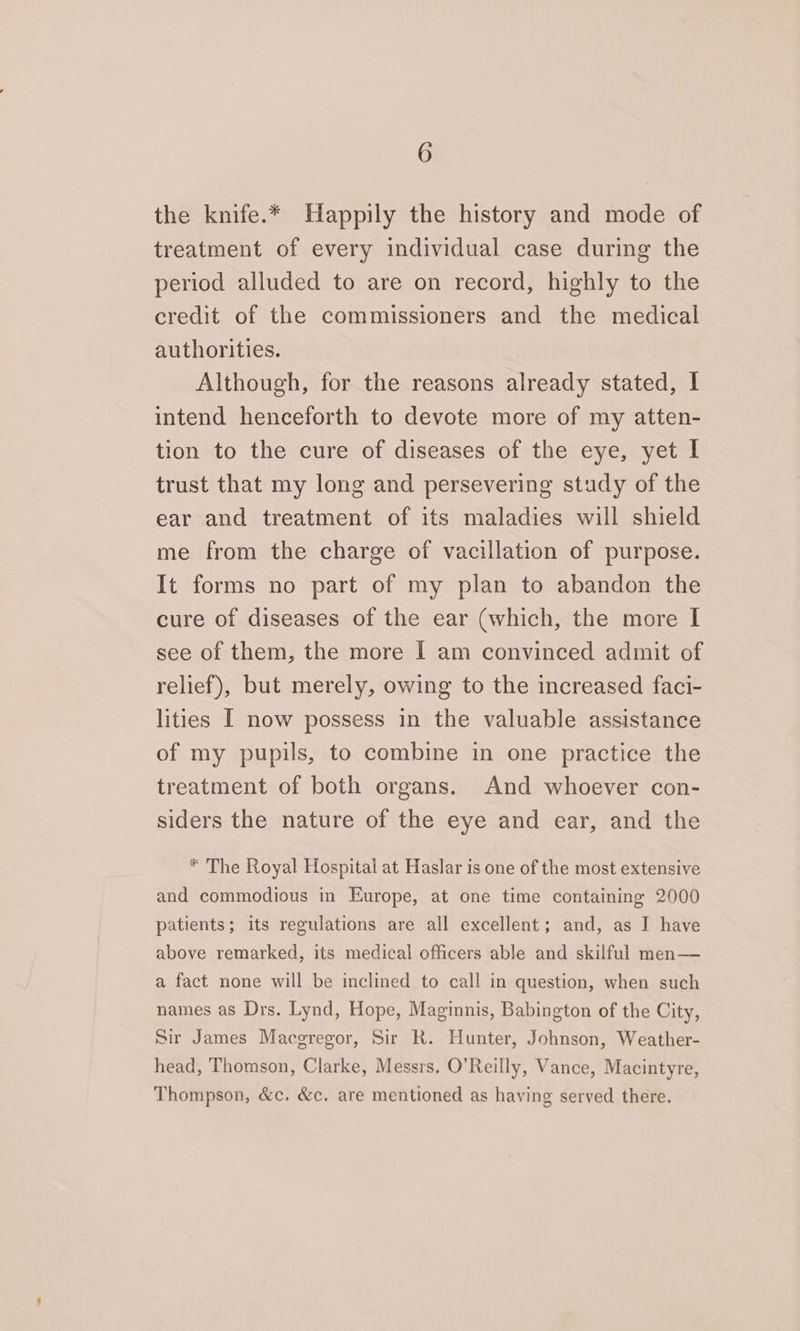 6
the knife.* Happily the history and mode of
treatment of every individual case during the
period alluded to are on record, highly to the
credit of the commissioners and the medical
authorities.
Although, for the reasons already stated, I
intend henceforth to devote more of my atten-
tion to the cure of diseases of the eye, yet I
trust that my long and persevering study of the
ear and treatment of its maladies will shield
me from the charge of vacillation of purpose.
It forms no part of my plan to abandon the
cure of diseases of the ear (which, the more I
see of them, the more I am convinced admit of
relief), but merely, owing to the increased faci-
lities I now possess in the valuable assistance
of my pupils, to combine in one practice the
treatment of both organs. And whoever con-
siders the nature of the eye and ear, and the
* The Royal Hospital at Haslar is one of the most extensive
and commodious in Europe, at one time containing 2000
patients; its regulations are all excellent; and, as I have
above remarked, its medical officers able and skilful men—
a fact none will be inclined to call in question, when such
names as Drs. Lynd, Hope, Maginnis, Babington of the City,
Sir James Macgregor, Sir R. Hunter, Johnson, Weather-
head, Thomson, Clarke, Messrs. O'Reilly, Vance, Macintyre,
Thompson, &c. &c. are mentioned as having served there.